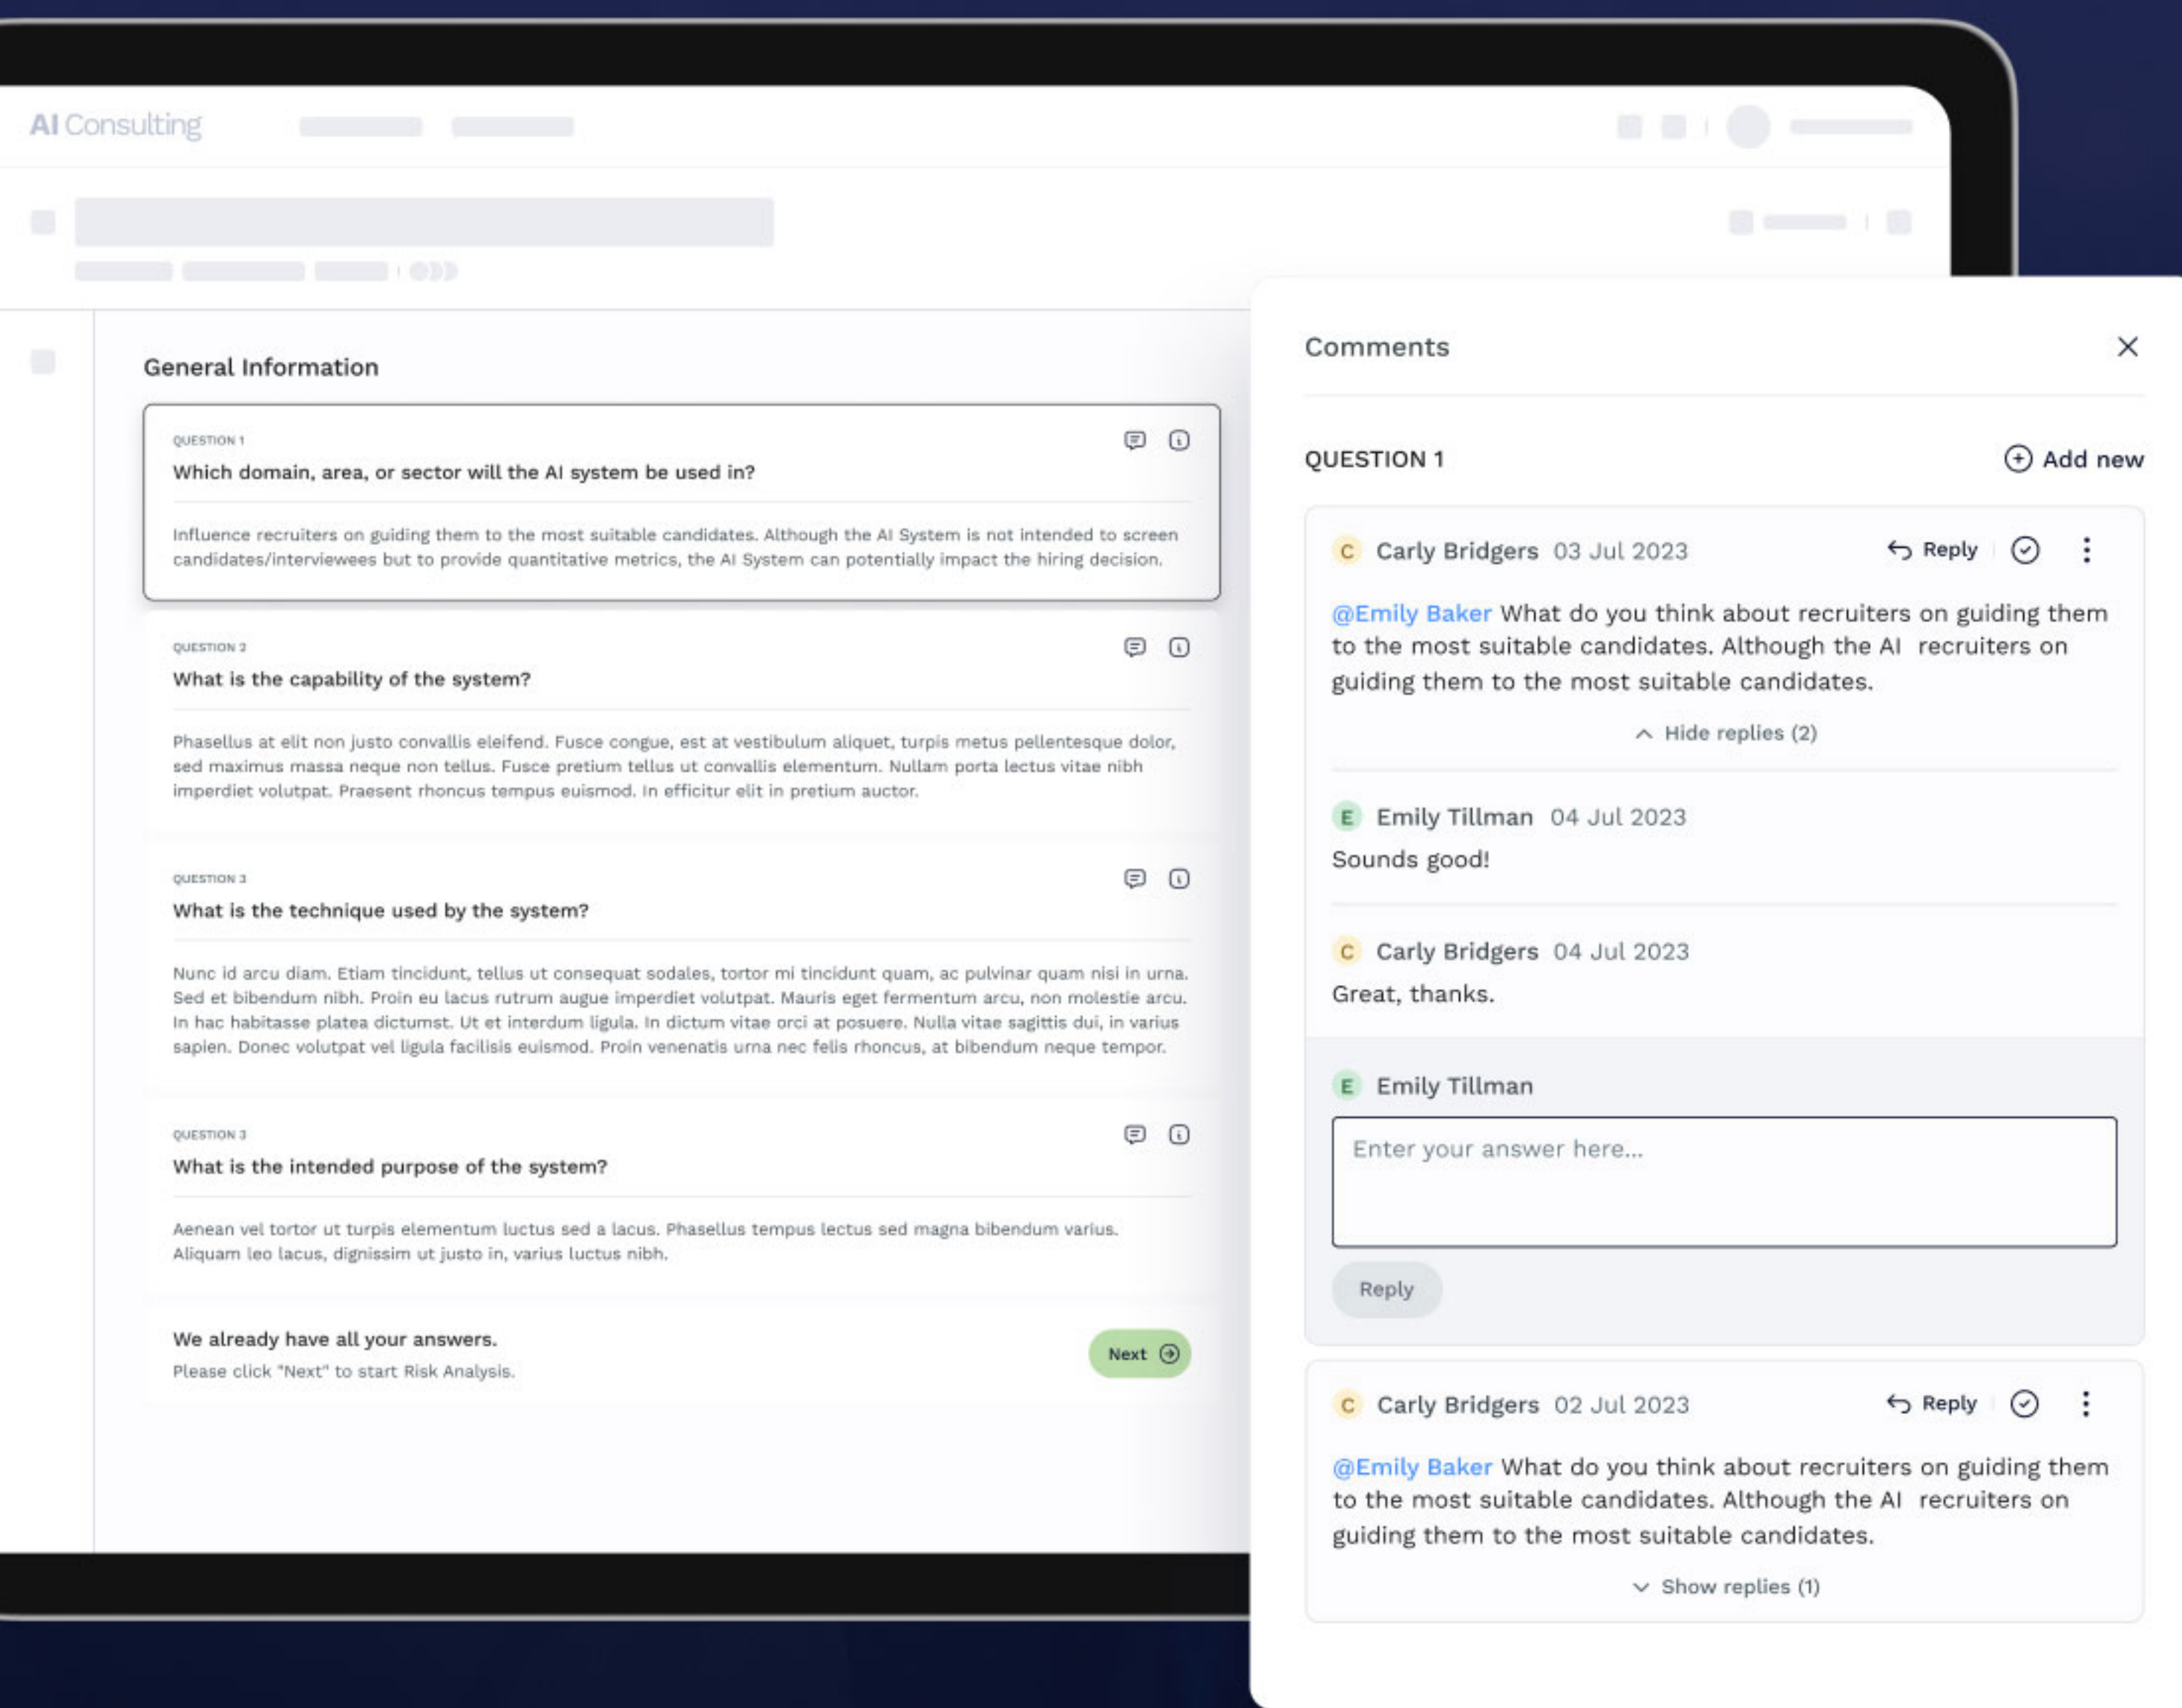 AI Consulting
General Information
QUESTION 1
Which domain, area, or sector will the AI system be used in?
Influence recruiters on guiding them to the most suitable candidates. Although the AI System is not intended to screen
candidates/interviewees but to provide quantitative metrics, the AI System can potentially impact the hiring decision.
QUESTION 2
What is the capability of the system?
Phasellus at elit non justo convallis eleifend. Fusce congue, est at vestibulum aliquet, turpis metus pellentesque dolor,
sed maximus massa neque non tellus. Fusce pretium tellus ut convallis elementum. Nullam porta lectus vitae nibh
imperdiet volutpat. Praesent rhoncus tempus euismod. In efficitur elit in pretium auctor.
QUESTION 3
What is the technique used by the system?
Nunc id arcu diam. Etiam tincidunt, tellus ut consequat sodales, tortor mi tincidunt quam, ac pulvinar quam nisi in urna.
Sed et bibendum nibh. Proin eu lacus rutrum augue imperdiet volutpat. Mauris eget fermentum arcu, non molestie arcu.
In hac habitasse platea dictumst. Ut et interdum ligula. In dictum vitae orci at posuere. Nulla vitae sagittis dui, in varius
sapien. Donec volutpat vel ligula facilisis euismod. Proin venenatis urna nec felis rhoncus, at bibendum neque tempor.
QUESTION 3
What is the intended purpose of the system?
Aenean vel tortor ut turpis elementum luctus sed a lacus. Phasellus tempus lectus sed magna bibendum varius.
Aliquam leo lacus, dignissim ut justo in, varius luctus nibh.
We already have all your answers.
Please click "Next" to start Risk Analysis.
Next
Comments
QUESTION 1
Add new
C Carly Bridgers 03 Jul 2023 Reply
@Emily Baker What do you think about recruiters on guiding them
to the most suitable candidates. Although the AI  recruiters on
guiding them to the most suitable candidates.
Hide replies (2)
E Emily Tillman 04 Jul 2023
Sounds good!
C Carly Bridgers 04 Jul 2023
Great, thanks.
E Emily Tillman
Enter your answer here...
Reply
C Carly Bridgers 02 Jul 2023 Reply
@Emily Baker What do you think about recruiters on guiding them
to the most suitable candidates. Although the AI  recruiters on
guiding them to the most suitable candidates.
Show replies (1)